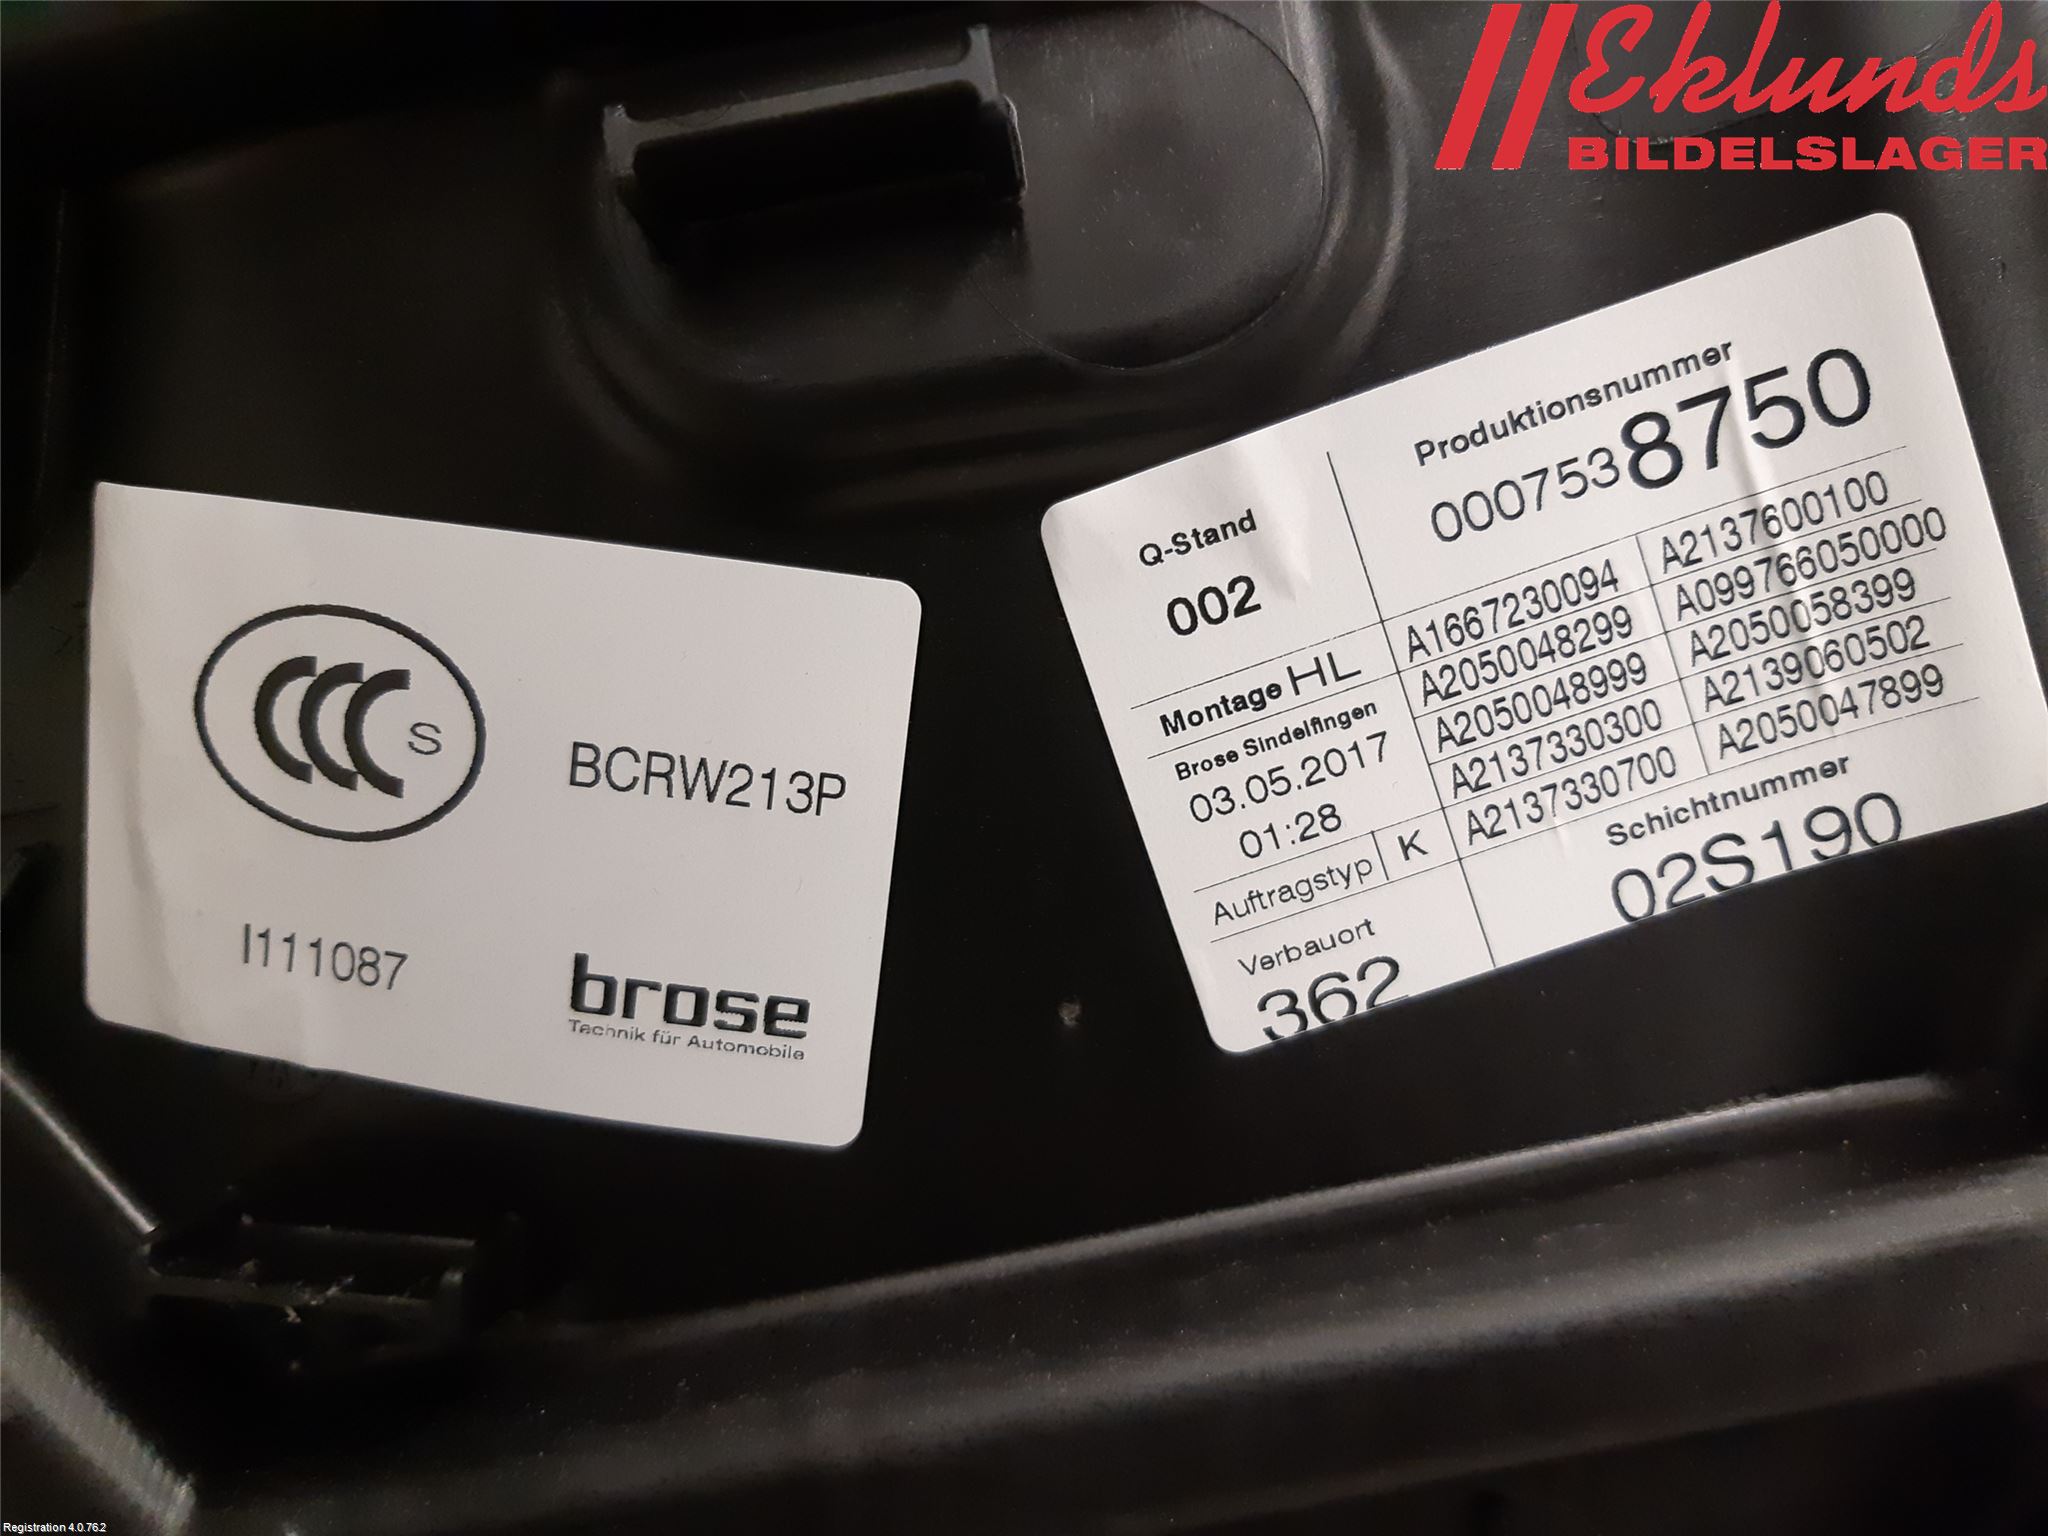 Eklunds
BILDELSLAGER
CCC S
BCRW213P
I111087
brose
Technik für Automobile
Produktionsnummer
0007538750
Q-Stand
002
Montage HL
Brose Sindelfingen
03.05.2017
01:28
Auftragstyp K
Verbauort
362
A1667230094 A2137600100
A2050048299 A099766050000
A2050048999 A2050058399
A2137330300 A2139060502
A2137330700 A2050047899
Schichtnummer
02S190
Registration 4.0.76.2